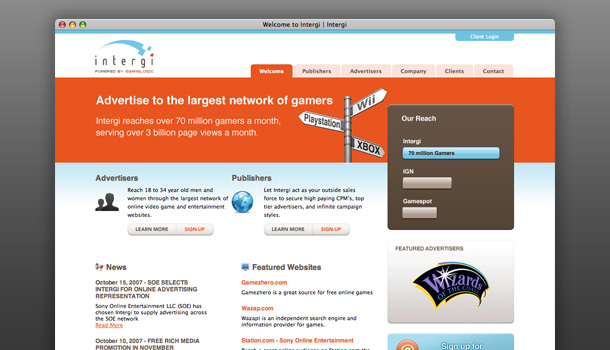 Welcome to Intergi | Intergi
Client Login
intergi
POWERED BY GORILLALOGIC
Welcome
Publishers
Advertisers
Company
Clients
Contact
Advertise to the largest network of gamers
Intergi reaches over 70 million gamers a month,
serving over 3 billion page views a month.
Wii
Playstation
XBOX
Our Reach
Intergi
70 million Gamers
IGN
Gamespot
Advertisers
Reach 18 to 34 year old men and
women through the largest network of
online video game and entertainment
websites.
LEARN MORE
SIGN-UP
Publishers
Let Intergi act as your outside sales
force to secure high paying CPM's, top
tier advertisers, and infinite campaign
styles.
LEARN MORE
SIGN-UP
FEATURED ADVERTISERS
Wizards
OF THE COAST
News
October 15, 2007 - SOE SELECTS
INTERGI FOR ONLINE ADVERTISING
REPRESENTATION
Sony Online Entertainment LLC (SOE) has
chosen Intergi to supply advertising across
the SOE network
Read More
October 10, 2007 - FREE RICH MEDIA
PROMOTION IN NOVEMBER
Featured Websites
Gamezhero.com
Gamezhero is a great source for free online games
Wazap.com
Wazap! is an independent search engine and
information provider for games.
Station.com - Sony Online Entertainment
Sign up for